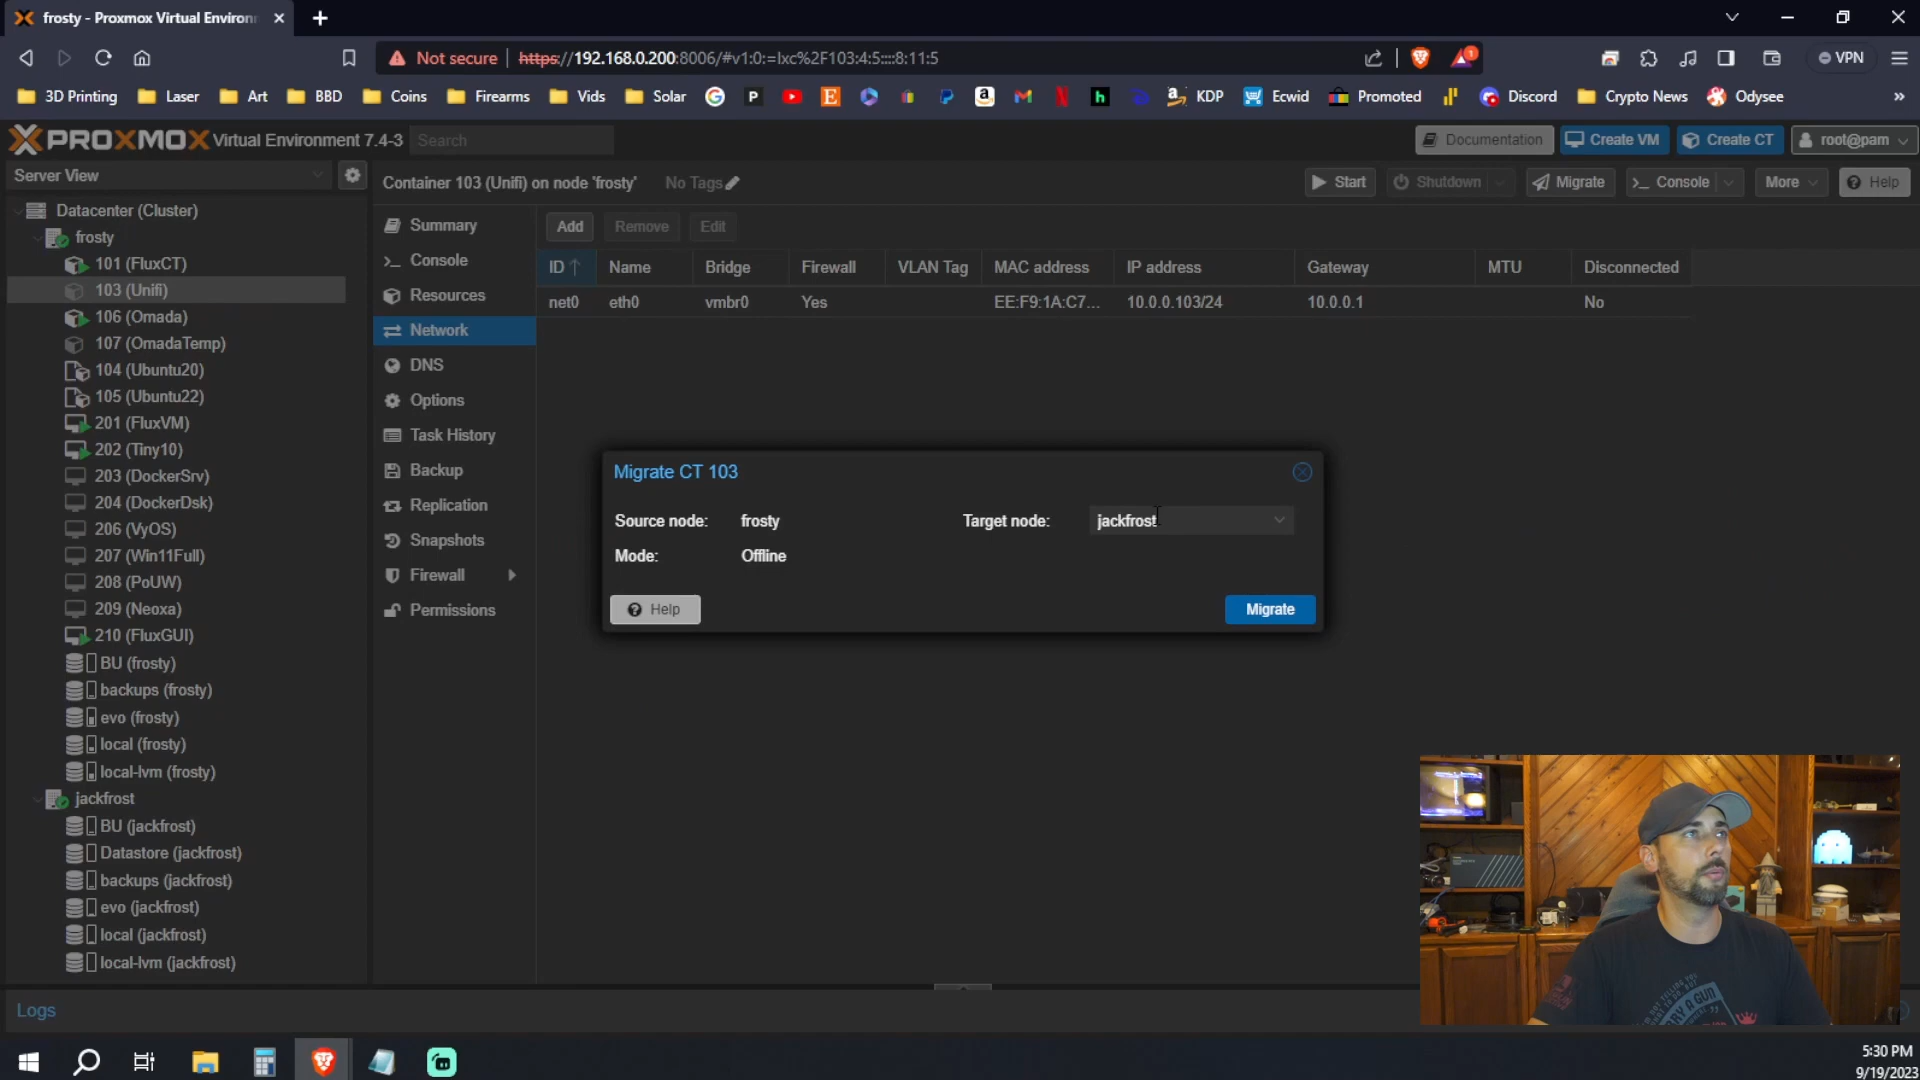 frosty - Proxmox Virtual Environ
Not secure https://192.168.0.200:8006/#v1:0:=lxc%2F103:4:5::::8:11:5
VPN
3D Printing Laser Art BBD Coins Firearms Vids Solar KDP Ecwid Promoted Discord Crypto News Odysee
PROXMOX Virtual Environment 7.4-3 Search Documentation Create VM Create CT root@pam
Server View
Container 103 (Unifi) on node 'frosty' No Tags Start Shutdown Migrate Console More Help
Datacenter (Cluster)
frosty
101 (FluxCT)
103 (Unifi)
106 (Omada)
107 (OmadaTemp)
104 (Ubuntu20)
105 (Ubuntu22)
201 (FluxVM)
202 (Tiny10)
203 (DockerSrv)
204 (DockerDsk)
206 (VyOS)
207 (Win11Full)
208 (PoUW)
209 (Neoxa)
210 (FluxGUI)
BU (frosty)
backups (frosty)
evo (frosty)
local (frosty)
local-lvm (frosty)
jackfrost
BU (jackfrost)
Datastore (jackfrost)
backups (jackfrost)
evo (jackfrost)
local (jackfrost)
local-lvm (jackfrost)
Summary
Console
Resources
Network
DNS
Options
Task History
Backup
Replication
Snapshots
Firewall
Permissions
Add Remove Edit
ID Name Bridge Firewall VLAN Tag MAC address IP address Gateway MTU Disconnected
net0 eth0 vmbr0 Yes EE:F9:1A:C7... 10.0.0.103/24 10.0.0.1 No
Migrate CT 103
Source node: frosty Target node: jackfrost
Mode: Offline
Help Migrate
Logs
5:30 PM
9/19/2023